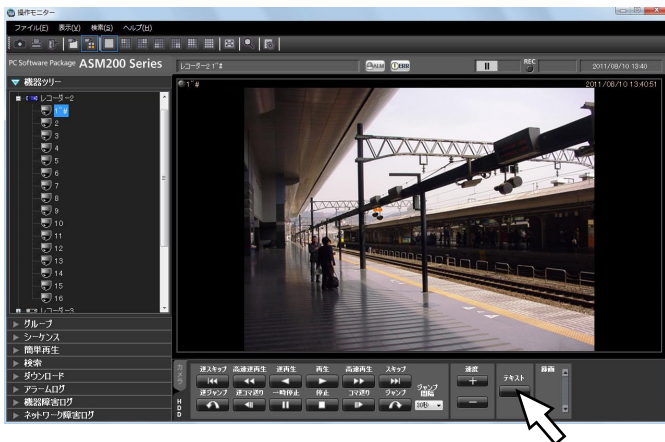 操作モニター
ファイル(F) 表示(V) 検索(S) ヘルプ(H)
PC Software Package ASM200 Series
レコーダー2 1~#
ALM
ERR
REC
2011/08/10 13:40
機器ツリー
1~#
2011/08/10 13:40:51
レコーダー2
1~#
2
3
4
5
6
7
8
9
10
11
12
13
14
15
16
レコーダー3
グループ
シーケンス
簡単再生
検索
ダウンロード
アラームログ
機器障害ログ
ネットワーク障害ログ
カメラ
HDD
逆スキップ 高速逆再生 逆再生 再生 高速再生 スキップ
逆ジャンプ 逆コマ送り 一時停止 停止 コマ送り ジャンプ
ジャンプ間隔
30秒
速度
テキスト
録画